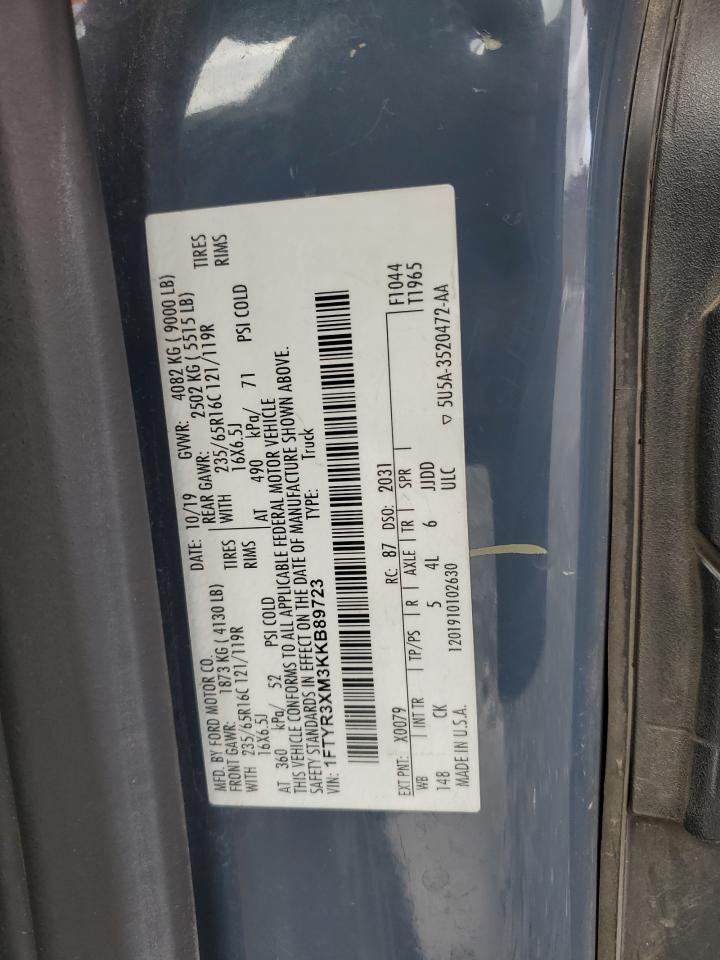 MFD. BY FORD MOTOR CO. DATE: 10/19 GVWR: 4082 KG ( 9000 LB)
FRONT GAWR: 1873 KG ( 4130 LB) REAR GAWR: 2502 KG ( 5515 LB)
WITH 235/65R16C 121/119R TIRES WITH 235/65R16C 121/119R TIRES
16X6.5J RIMS 16X6.5J RIMS
AT 360 kPa/ 52 PSI COLD AT 490 kPa/ 71 PSI COLD
THIS VEHICLE CONFORMS TO ALL APPLICABLE FEDERAL MOTOR VEHICLE
SAFETY STANDARDS IN EFFECT ON THE DATE OF MANUFACTURE SHOWN ABOVE.
VIN: 1FTYR3XM3KKB89723 TYPE: Truck
EXT PNT: X0079 RC: 87 DSO: 2031 F1044
WB INT TR TP/PS R AXLE TR SPR T1965
148 CK 5 4L 6 JJDD
MADE IN U.S.A. 1201910102630 ULC ▽ 5U5A-3520472-AA